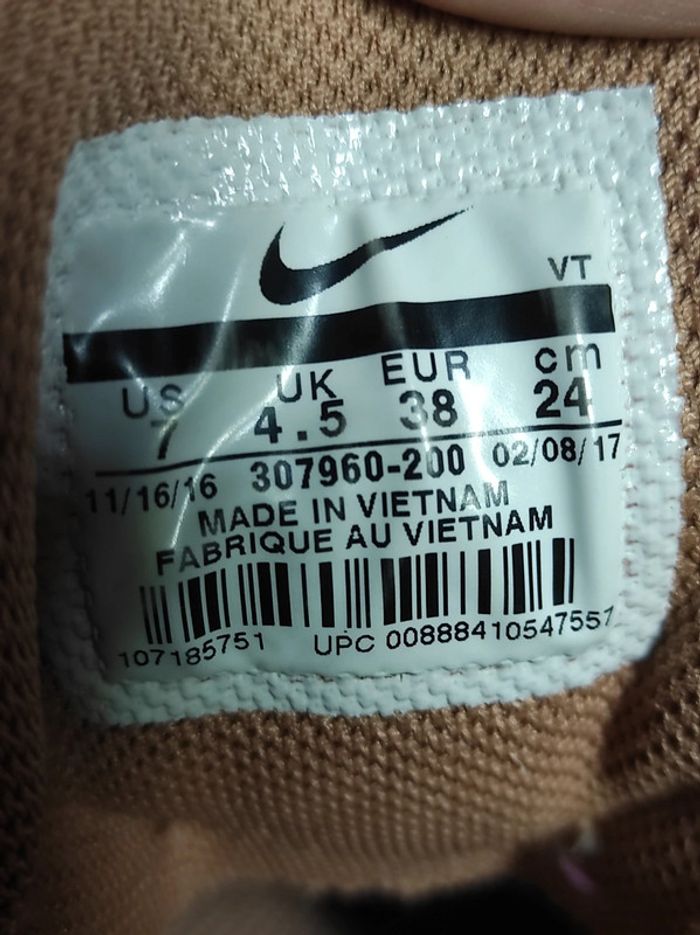 VT
US UK EUR cm
7 4.5 38 24
11/16/16 307960-200 02/08/17
MADE IN VIETNAM
FABRIQUE AU VIETNAM
107185751 UPC 00888410547557